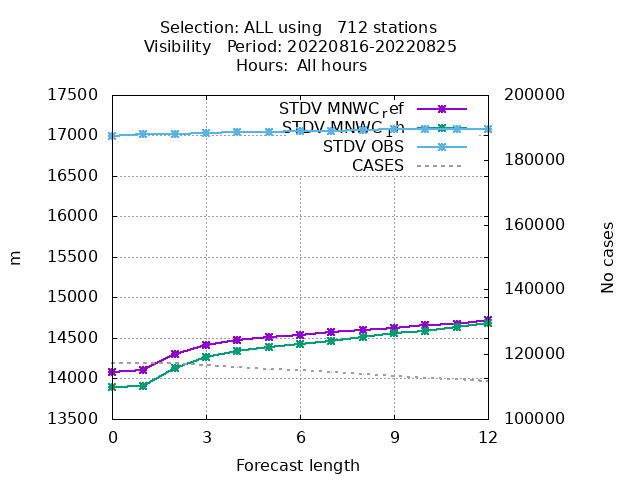 Selection: ALL using 712 stations
Visibility Period: 20220816-20220825
Hours: All hours
17500
17000
16500
16000
15500
15000
14500
14000
13500
200000
180000
160000
140000
120000
100000
STDV MNWC_ref
STDV MNWC
STDV OBS
CASES
m
No cases
0 3 6 9 12
Forecast length